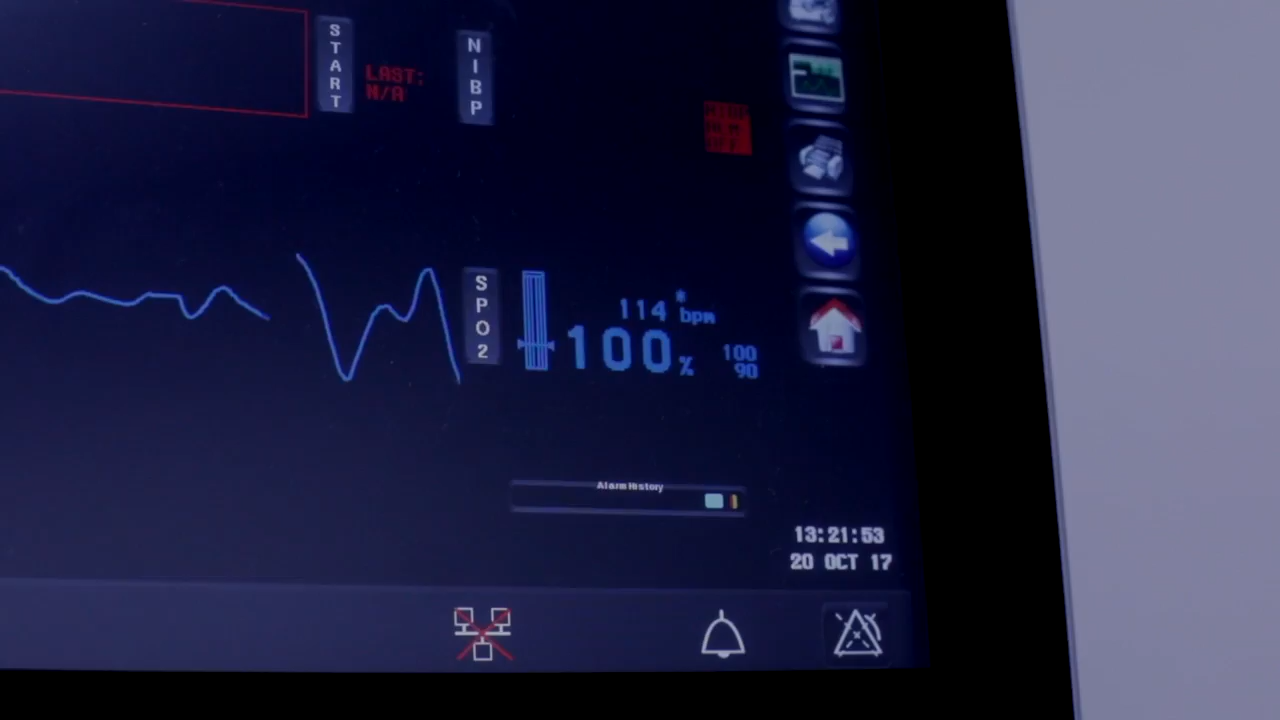 START
LAST:
N/A
NIBP
SPO2
* 114 bpm
100%
100
90
Alarm History
13:21:53
20 OCT 17